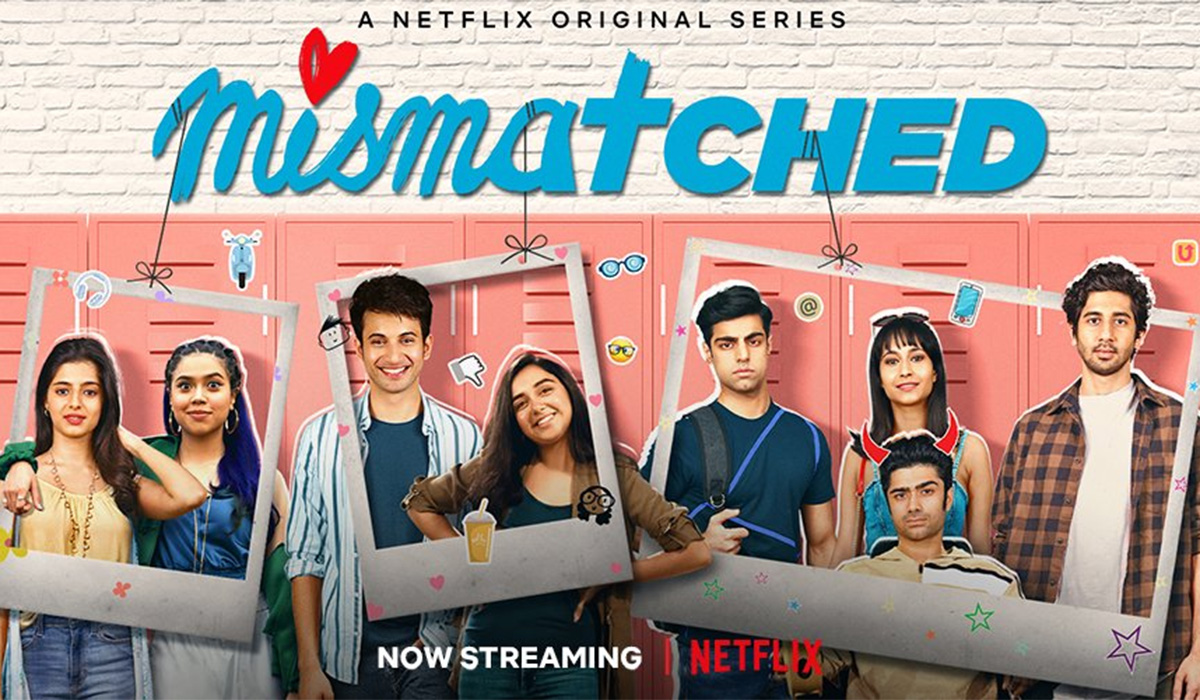 A NETFLIX ORIGINAL SERIES
mismatCHED
@
NOW STREAMING | NETFLIX